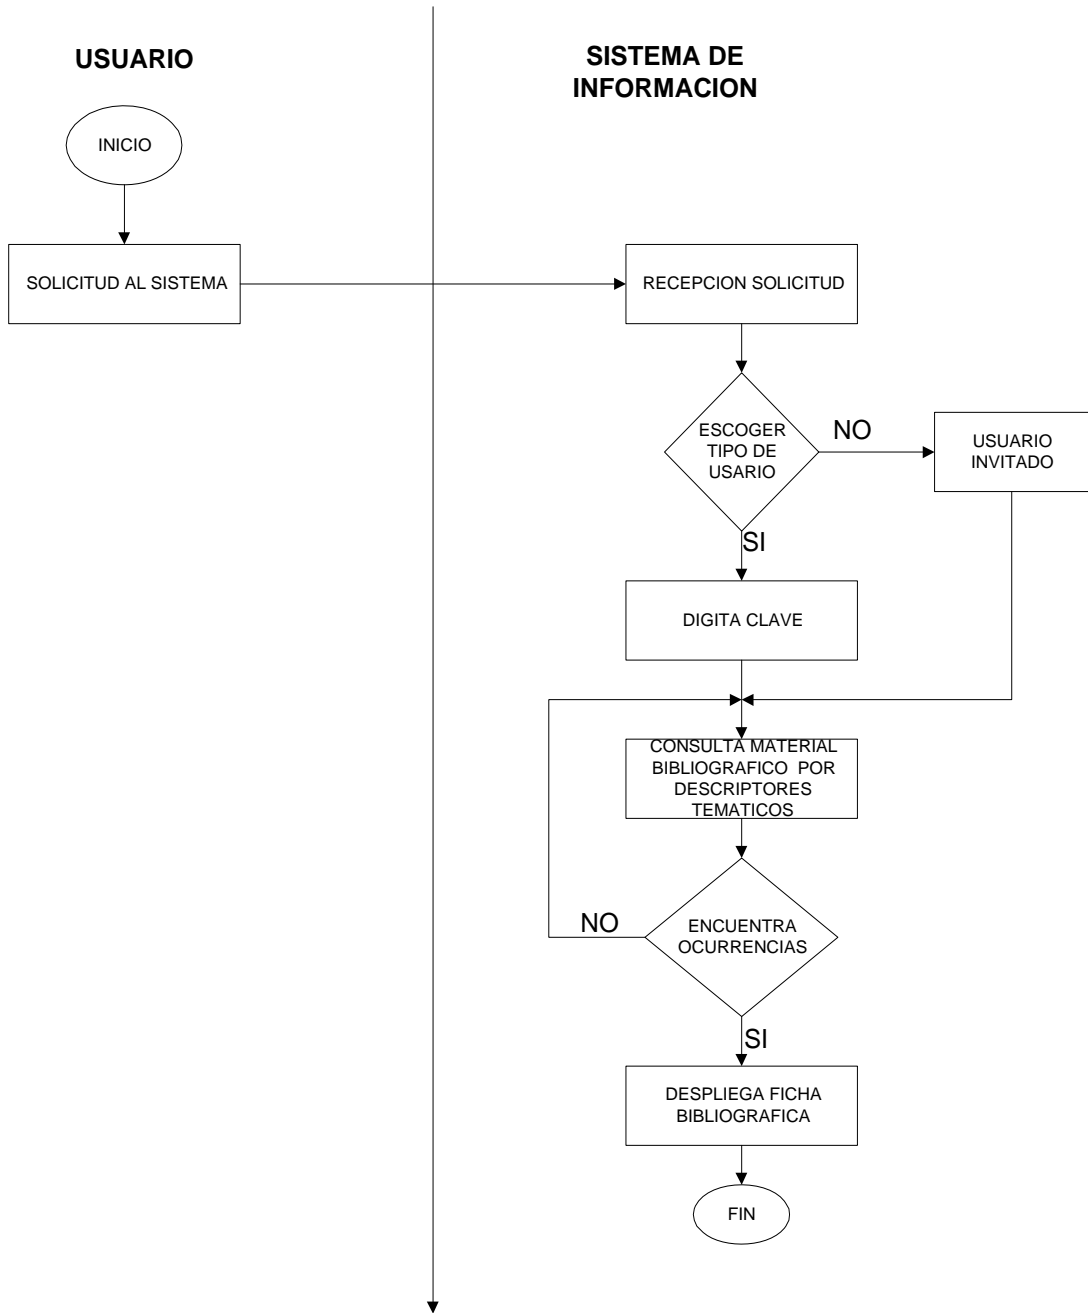 USUARIO
SISTEMA DE
INFORMACION
INICIO
SOLICITUD AL SISTEMA
RECEPCION SOLICITUD
ESCOGER
TIPO DE
USARIO
NO
USUARIO
INVITADO
SI
DIGITA CLAVE
CONSULTA MATERIAL
BIBLIOGRAFICO POR
DESCRIPTORES
TEMATICOS
NO
ENCUENTRA
OCURRENCIAS
SI
DESPLIEGA FICHA
BIBLIOGRAFICA
FIN